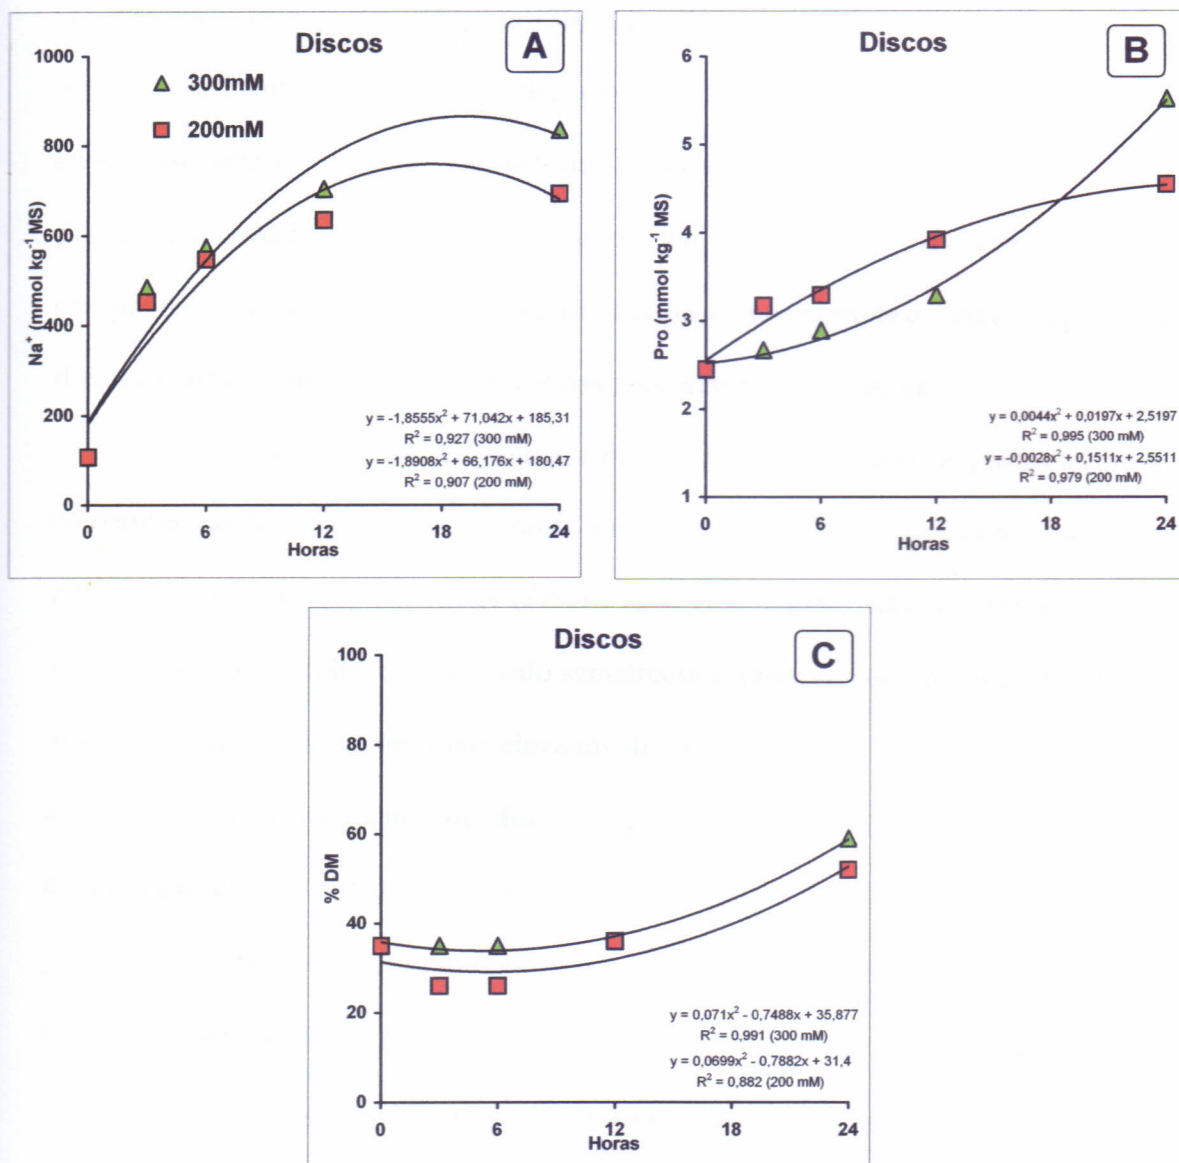 Discos
A
1000
800
600
400
200
0
Na⁺ (mmol kg⁻¹ MS)
300mM
200mM
y = -1,8555x² + 71,042x + 185,31
R² = 0,927 (300 mM)
y = -1,8908x² + 66,176x + 180,47
R² = 0,907 (200 mM)
0 6 12 18 24
Horas
Discos
B
6
5
4
3
2
1
Pro (mmol kg⁻¹ MS)
y = 0,0044x² + 0,0197x + 2,5197
R² = 0,995 (300 mM)
y = -0,0028x² + 0,1511x + 2,5511
R² = 0,979 (200 mM)
0 6 12 18 24
Horas
Discos
C
100
80
60
40
20
0
% DM
y = 0,071x² - 0,7488x + 35,877
R² = 0,991 (300 mM)
y = 0,0699x² - 0,7882x + 31,4
R² = 0,882 (200 mM)
0 6 12 18 24
Horas